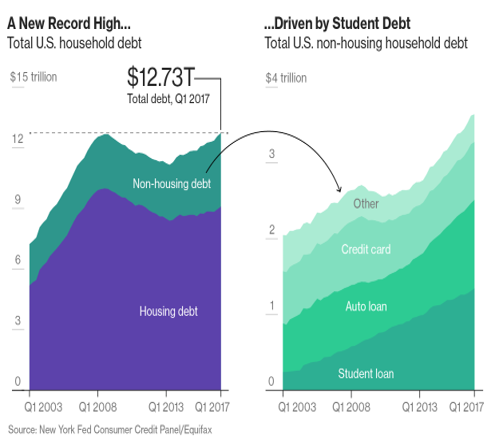 A New Record High...
Total U.S. household debt
$15 trillion
$12.73T
Total debt, Q1 2017
12
9
6
3
0
Non-housing debt
Housing debt
Q1 2003
Q1 2008
Q1 2013
Q1 2017
...Driven by Student Debt
Total U.S. non-housing household debt
$4 trillion
3
2
1
0
Other
Credit card
Auto loan
Student loan
Q1 2003
Q1 2008
Q1 2013
Q1 2017
Source: New York Fed Consumer Credit Panel/Equifax